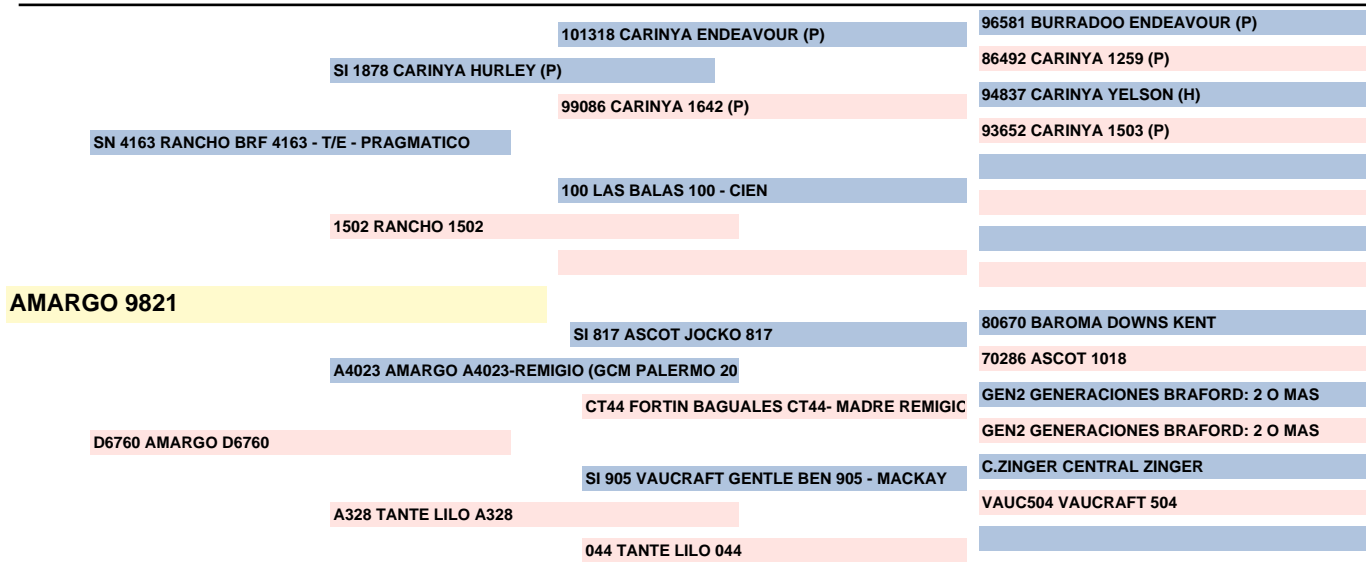 96581 BURRADOO ENDEAVOUR (P)
101318 CARINYA ENDEAVOUR (P)
86492 CARINYA 1259 (P)
SI 1878 CARINYA HURLEY (P)
94837 CARINYA YELSON (H)
99086 CARINYA 1642 (P)
93652 CARINYA 1503 (P)
SN 4163 RANCHO BRF 4163 - T/E - PRAGMATICO
100 LAS BALAS 100 - CIEN
1502 RANCHO 1502
AMARGO 9821
80670 BAROMA DOWNS KENT
SI 817 ASCOT JOCKO 817
70286 ASCOT 1018
A4023 AMARGO A4023-REMIGIO (GCM PALERMO 20
GEN2 GENERACIONES BRAFORD: 2 O MAS
CT44 FORTIN BAGUALES CT44- MADRE REMIGIO
GEN2 GENERACIONES BRAFORD: 2 O MAS
D6760 AMARGO D6760
C.ZINGER CENTRAL ZINGER
SI 905 VAUCRAFT GENTLE BEN 905 - MACKAY
VAUC504 VAUCRAFT 504
A328 TANTE LILO A328
044 TANTE LILO 044